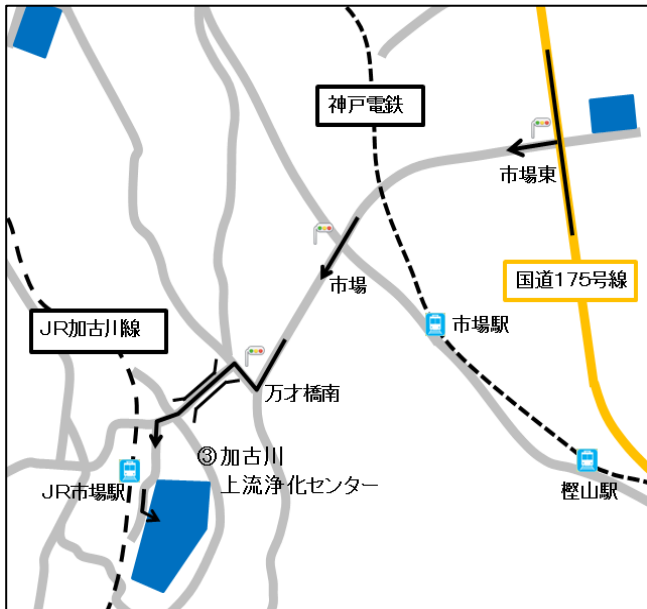 神戸電鉄
市場東
国道175号線
市場
市場駅
JR加古川線
万才橋南
③加古川
上流浄化センター
JR市場駅
樫山駅